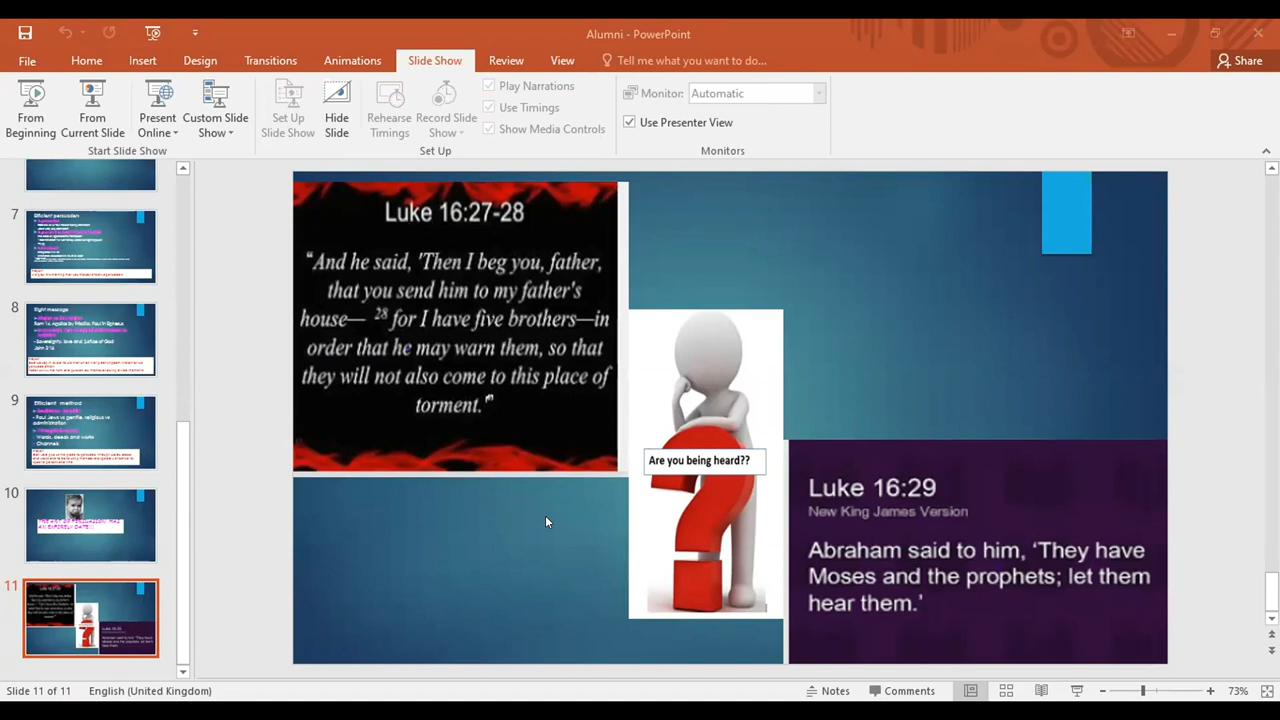 Alumni - PowerPoint
File Home Insert Design Transitions Animations Slide Show Review View Tell me what you want to do... Share
From Beginning
From Current Slide
Present Online
Custom Slide Show
Start Slide Show
Set Up Slide Show
Hide Slide
Rehearse Timings
Record Slide Show
Play Narrations
Use Timings
Show Media Controls
Set Up
Monitor: Automatic
Use Presenter View
Monitors
7
Efficient persuasion
8
Right message
9
Efficient method
10
11
Luke 16:27-28
“And he said, 'Then I beg you, father,
that you send him to my father's
house— 28 for I have five brothers—in
order that he may warn them, so that
they will not also come to this place of
torment.'”
Are you being heard??
Luke 16:29
New King James Version
Abraham said to him, ‘They have
Moses and the prophets; let them
hear them.’
Slide 11 of 11 English (United Kingdom) Notes Comments 73%